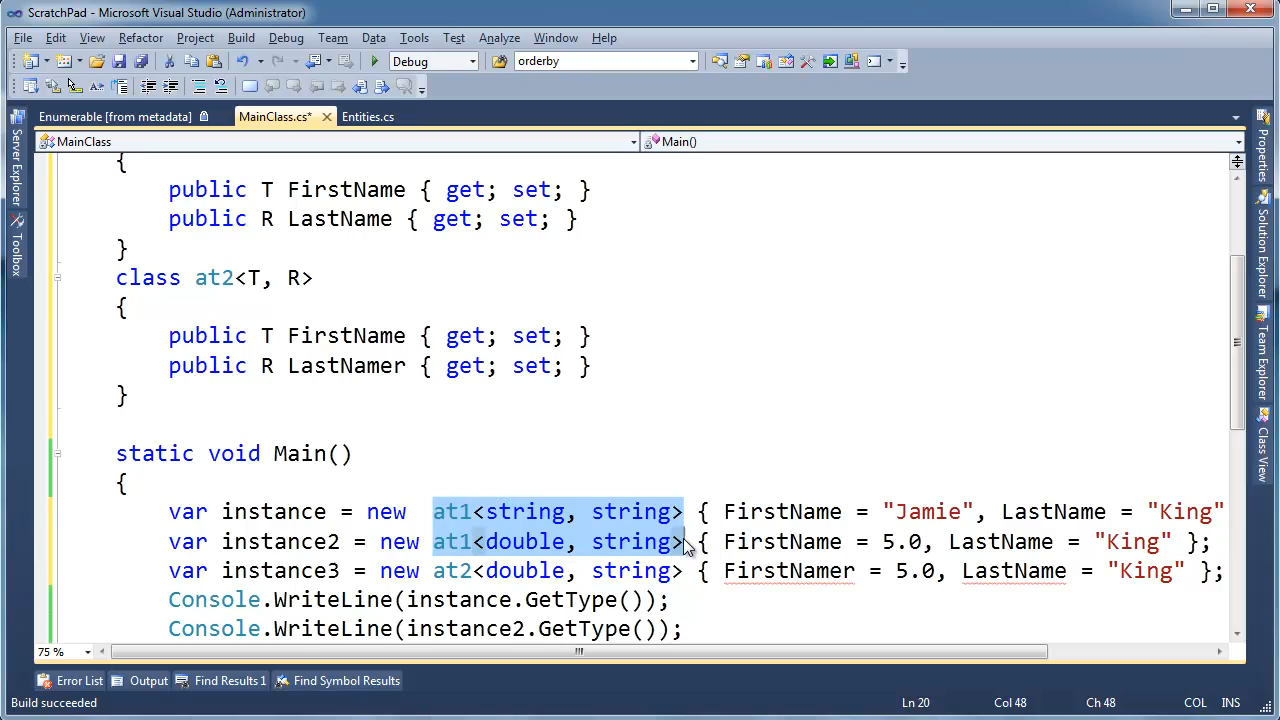 ScratchPad - Microsoft Visual Studio (Administrator)
File Edit View Refactor Project Build Debug Team Data Tools Test Analyze Window Help
Debug orderby
Enumerable [from metadata] MainClass.cs* Entities.cs
MainClass Main()
Server Explorer
Toolbox
{
public T FirstName { get; set; }
public R LastName { get; set; }
}
class at2<T, R>
{
public T FirstName { get; set; }
public R LastNamer { get; set; }
}
static void Main()
{
var instance = new at1<string, string> { FirstName = "Jamie", LastName = "King"
var instance2 = new at1<double, string> { FirstName = 5.0, LastName = "King" };
var instance3 = new at2<double, string> { FirstNamer = 5.0, LastName = "King" };
Console.WriteLine(instance.GetType());
Console.WriteLine(instance2.GetType());
Properties
Solution Explorer
Team Explorer
Class View
75 %
Error List Output Find Results 1 Find Symbol Results
Build succeeded Ln 20 Col 48 Ch 48 COL INS